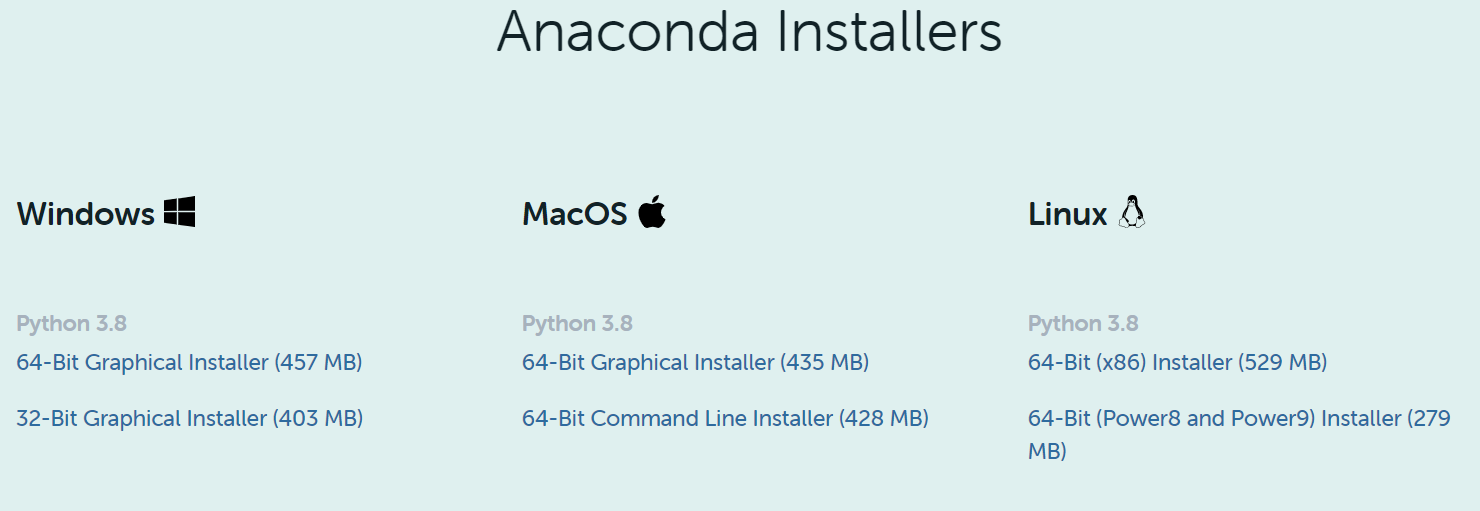 Anaconda Installers
Windows
Python 3.8
64-Bit Graphical Installer (457 MB)
32-Bit Graphical Installer (403 MB)
MacOS
Python 3.8
64-Bit Graphical Installer (435 MB)
64-Bit Command Line Installer (428 MB)
Linux
Python 3.8
64-Bit (x86) Installer (529 MB)
64-Bit (Power8 and Power9) Installer (279
MB)